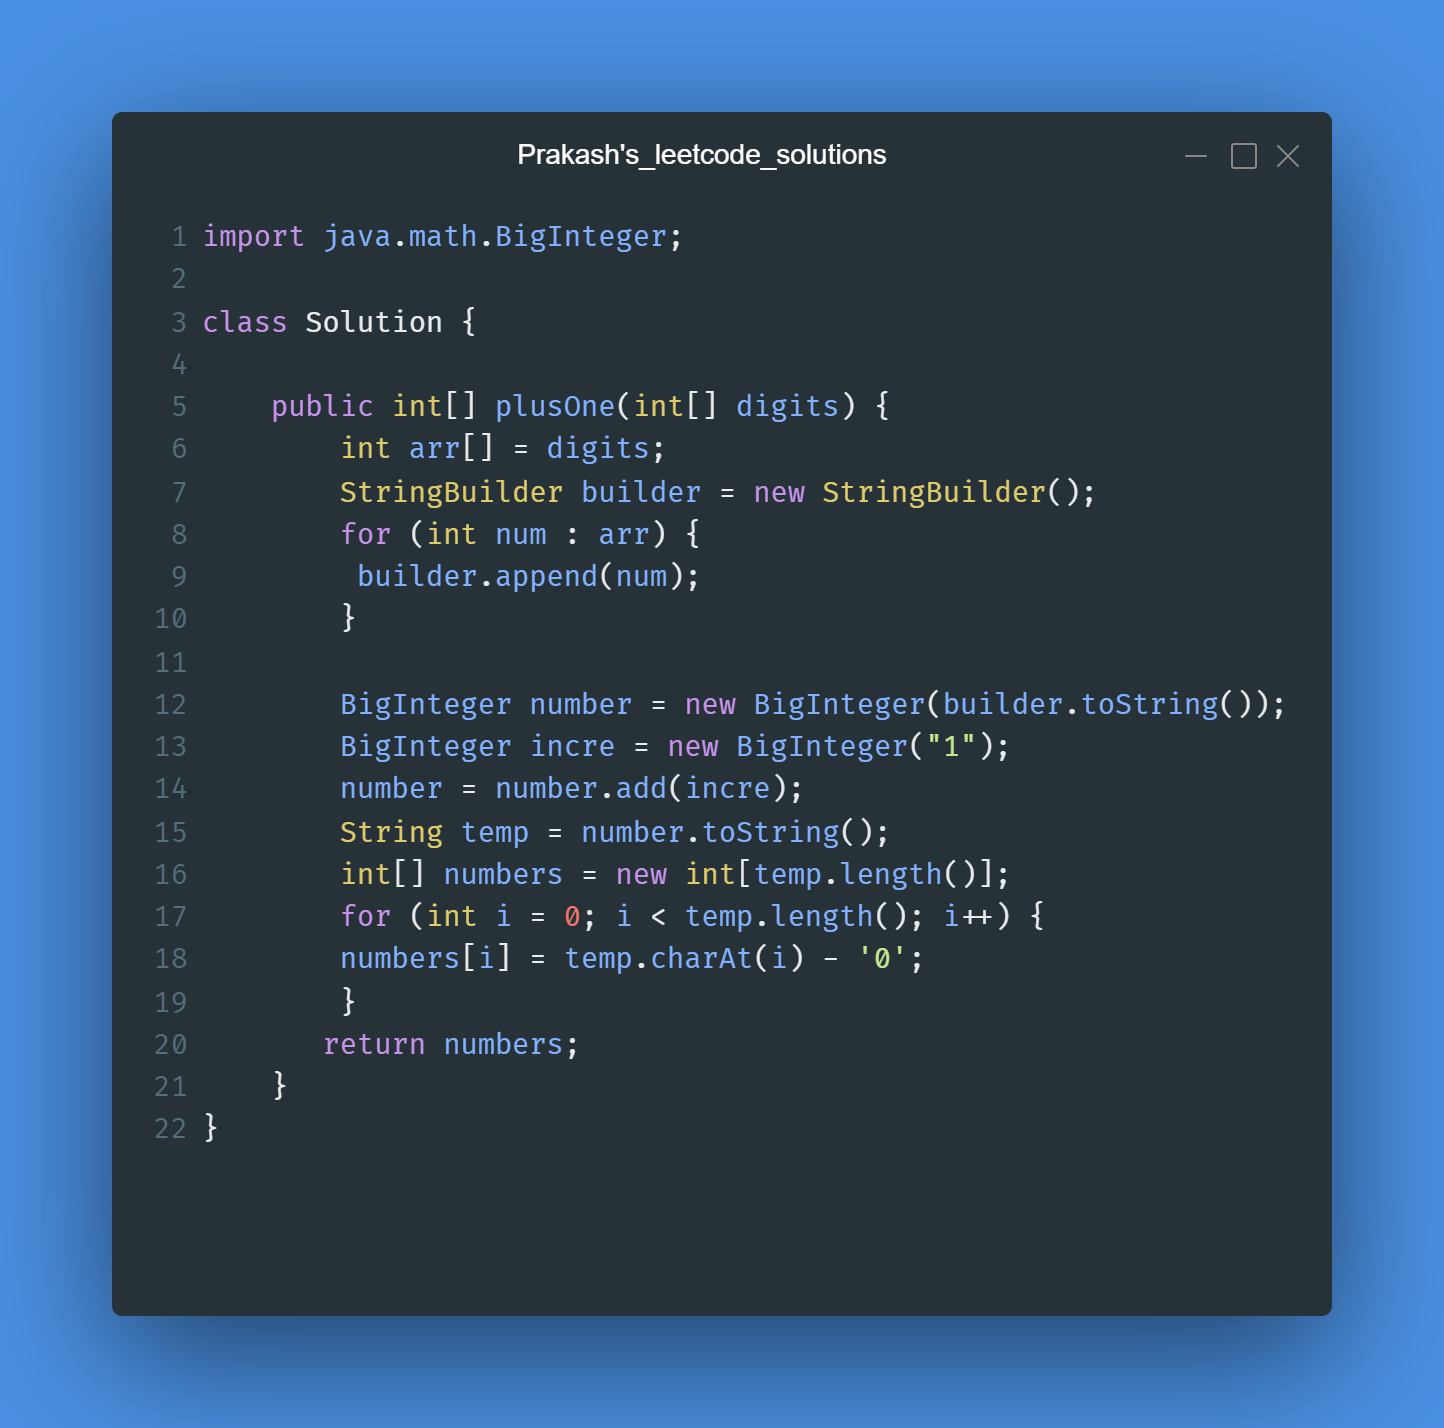 Prakash's_leetcode_solutions
1 import java.math.BigInteger;
2
3 class Solution {
4
5     public int[] plusOne(int[] digits) {
6         int arr[] = digits;
7         StringBuilder builder = new StringBuilder();
8         for (int num : arr) {
9          builder.append(num);
10         }
11
12         BigInteger number = new BigInteger(builder.toString());
13         BigInteger incre = new BigInteger("1");
14         number = number.add(incre);
15         String temp = number.toString();
16         int[] numbers = new int[temp.length()];
17         for (int i = 0; i < temp.length(); i++) {
18         numbers[i] = temp.charAt(i) - '0';
19         }
20        return numbers;
21     }
22 }